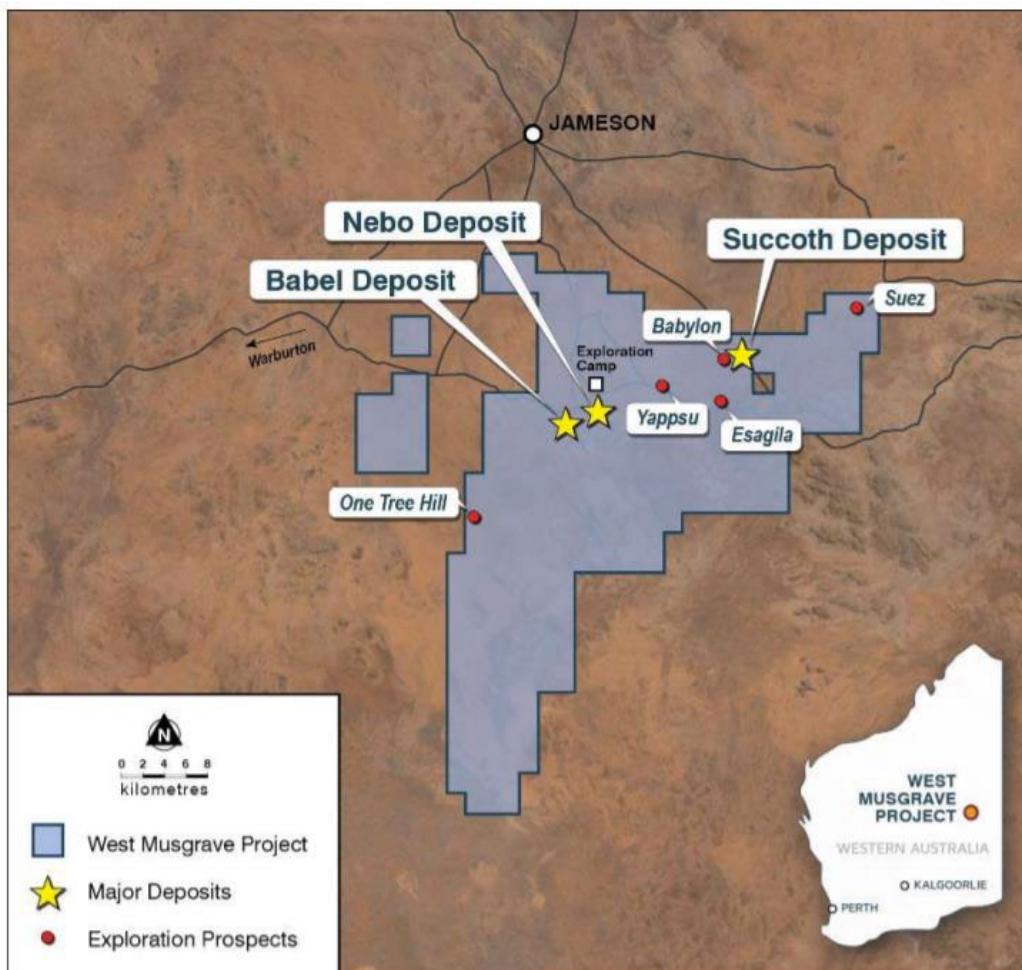 JAMESON
Nebo Deposit
Succoth Deposit
Babel Deposit
Suez
Babylon
Warburton
Exploration
Camp
Yappsu
Esagila
One Tree Hill
N
0 2 4 6 8
kilometres
West Musgrave Project
Major Deposits
Exploration Prospects
WEST
MUSGRAVE
PROJECT
WESTERN AUSTRALIA
KALGOORLIE
PERTH